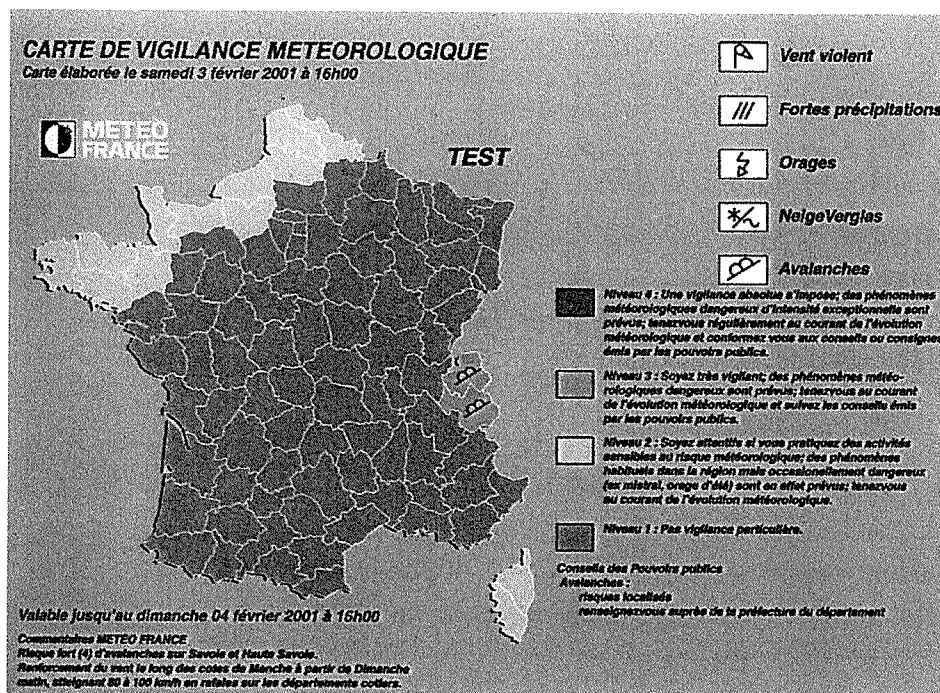 CARTE DE VIGILANCE METEOROLOGIQUE
Carte élaborée le samedi 3 février 2001 à 16h00
METEO
FRANCE
TEST
Vent violent
Fortes précipitations
Orages
NeigeVerglas
Avalanches
Niveau 4 : Une vigilance absolue s'impose; des phénomènes
météorologiques dangereux d'intensité exceptionnelle sont
prévus; tenezvous régulièrement au courant de l'évolution
météorologique et conformez vous aux conseils ou consignes
émis par les pouvoirs publics.
Niveau 3 : Soyez très vigilant; des phénomènes météo-
rologiques dangereux sont prévus; tenezvous au courant
de l'évolution météorologique et suivez les conseils émis
par les pouvoirs publics.
Niveau 2 : Soyez attentifs si vous pratiquez des activités
sensibles au risque météorologique; des phénomènes
habituels dans la région mais occasionellement dangereux
(ex mistral, orage d'été) sont en effet prévus; tenezvous
au courant de l'évolution météorologique.
Niveau 1 : Pas vigilance particulière.
Conseils des Pouvoirs publics
Avalanches :
risques localisés
renseignezvous auprès de la préfecture du département
Valable jusqu'au dimanche 04 février 2001 à 16h00
Commentaires METEO FRANCE
Risque fort (4) d'avalanches sur Savoie et Haute Savoie.
Renforcement du vent le long des cotes de Manche à partir de Dimanche
matin, atteignant 80 à 100 km/h en rafales sur les départements cotiers.